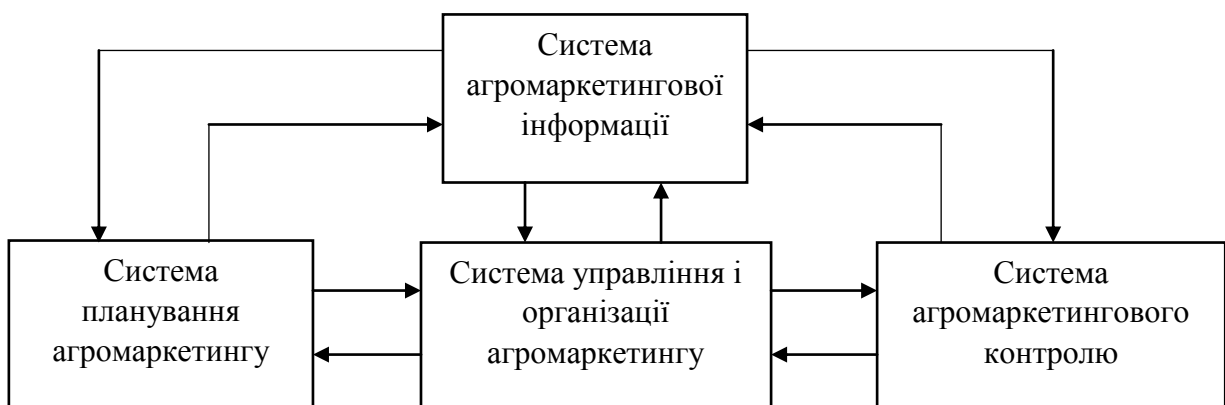 Система
агромаркетингової
інформації
Система
планування
агромаркетингу
Система управління і
організації
агромаркетингу
Система
агромаркетингового
контролю